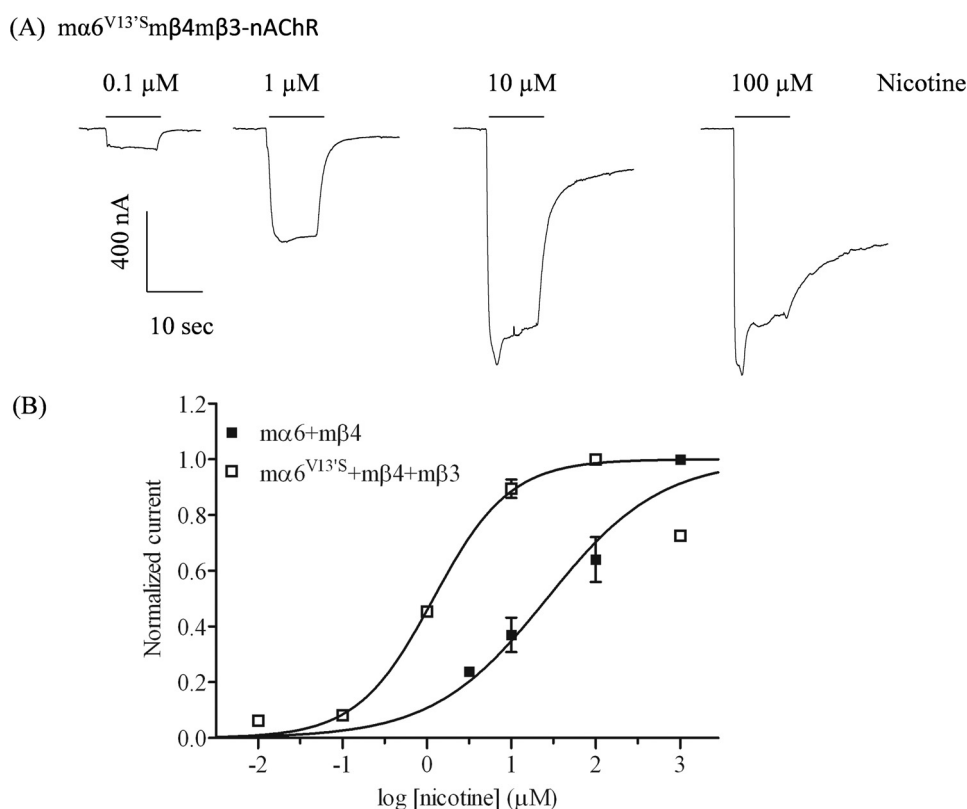 (A) mα6V13'Smβ4mβ3-nAChR
0.1 μM 1 μM 10 μM 100 μM Nicotine
400 nA
10 sec
(B)
1.2
1.0
0.8
0.6
0.4
0.2
0.0
Normalized current
mα6+mβ4
mα6V13'S+mβ4+mβ3
-2 -1 0 1 2 3
log [nicotine] (μM)